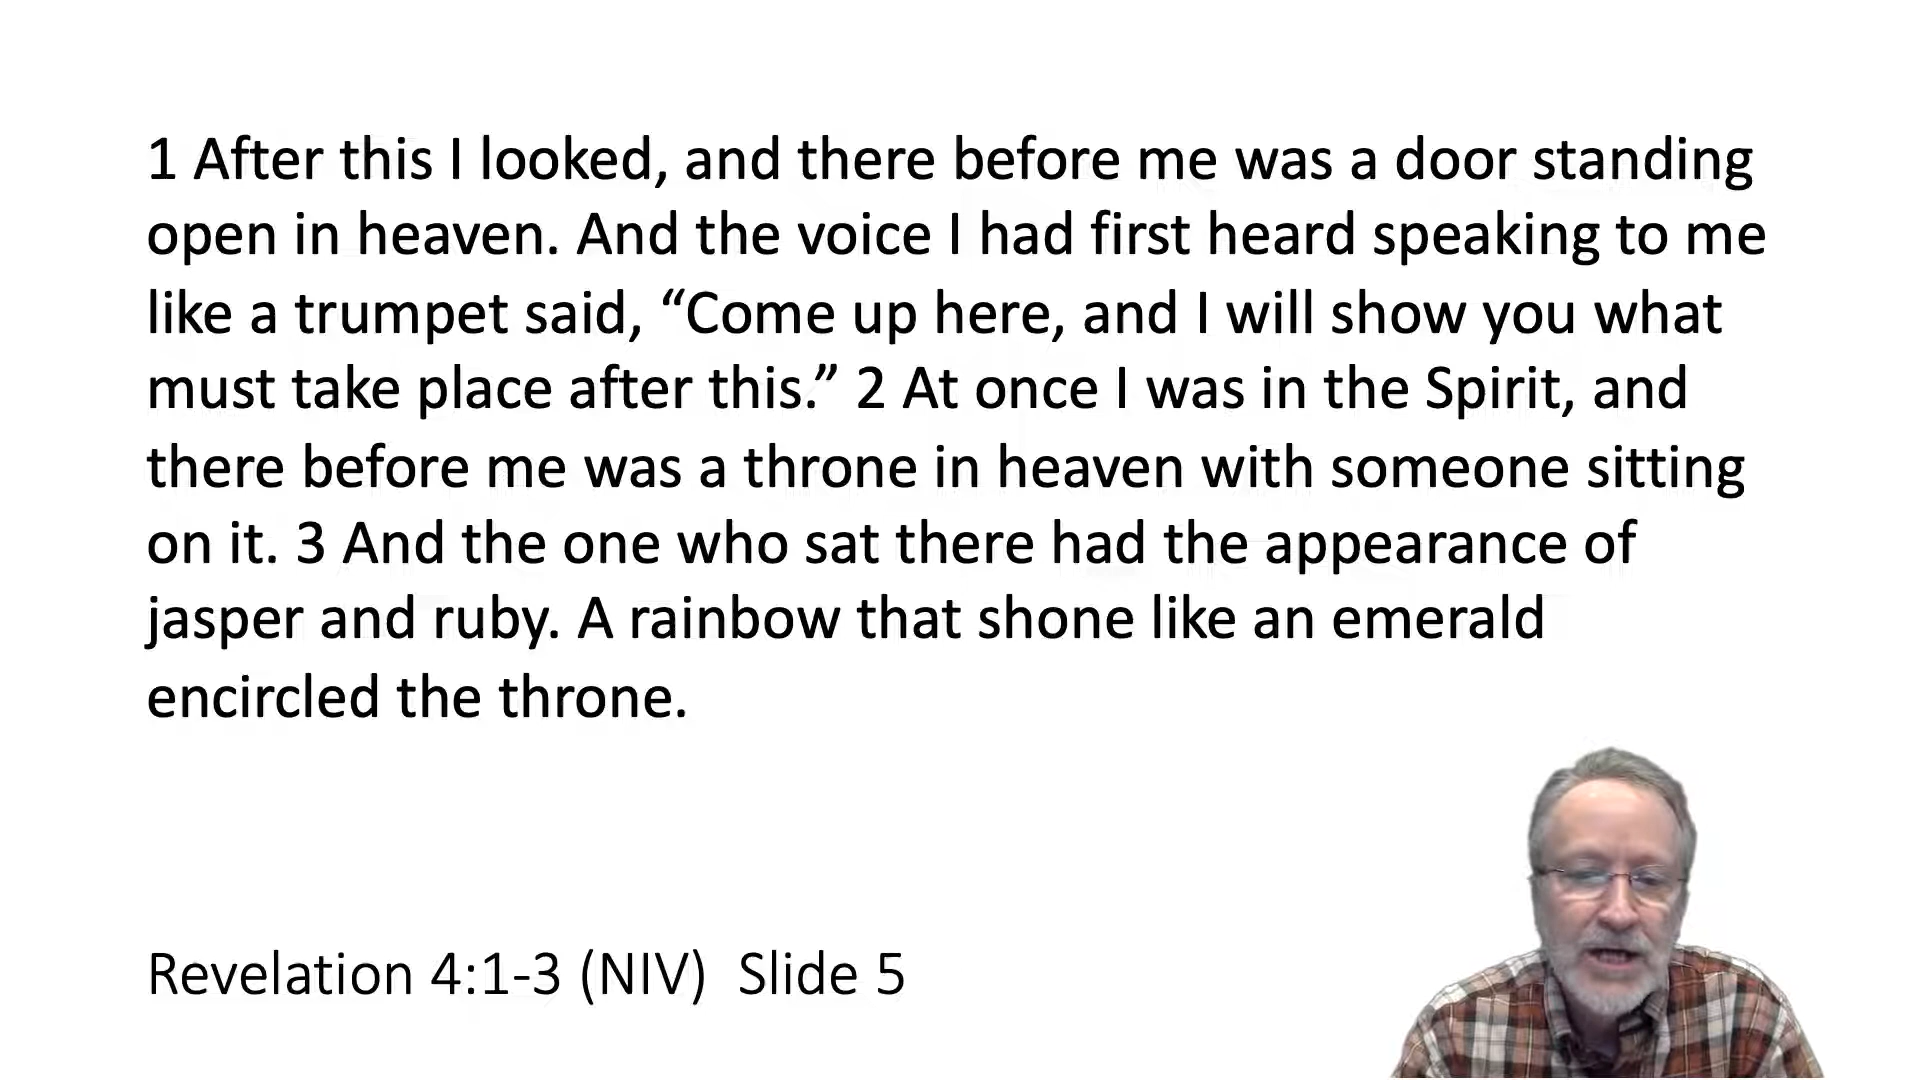 1 After this I looked, and there before me was a door standing
open in heaven. And the voice I had first heard speaking to me
like a trumpet said, “Come up here, and I will show you what
must take place after this.” 2 At once I was in the Spirit, and
there before me was a throne in heaven with someone sitting
on it. 3 And the one who sat there had the appearance of
jasper and ruby. A rainbow that shone like an emerald
encircled the throne.
Revelation 4:1-3 (NIV)  Slide 5